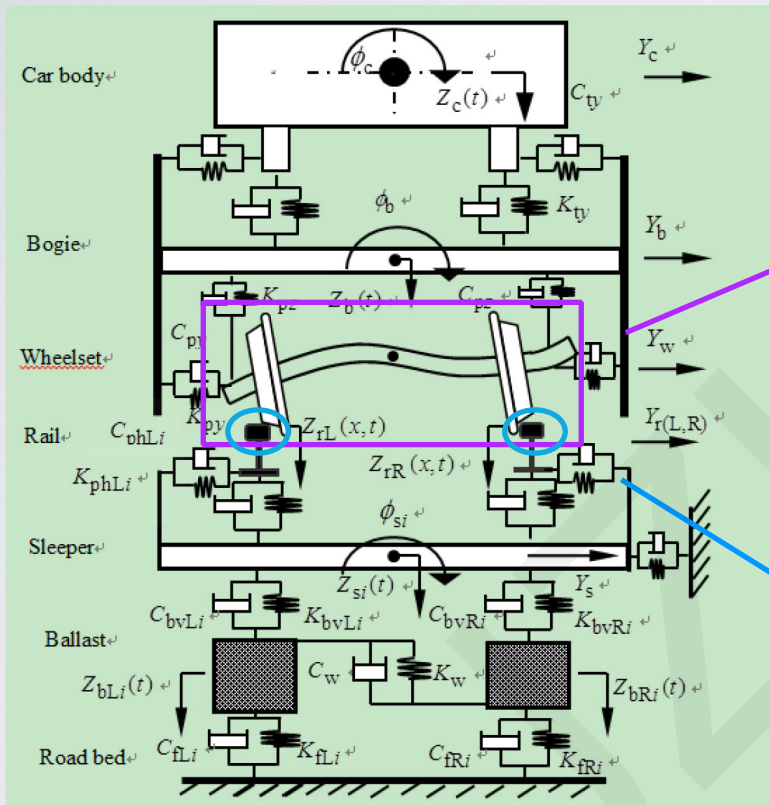 Car body
ϕc
Zc(t)
Cty
Yc
Kty
ϕb
Bogie
Yb
Kpz
Zb(t)
Cpz
Cpy
Wheelset
Yw
Kpy
Rail
CphLi
ZrL(x,t)
Yr(L,R)
KphLi
ZrR(x,t)
ϕsi
Sleeper
Zsi(t)
Ys
CbvLi
KbvLi
CbvRi
KbvRi
Ballast
Cw
Kw
ZbLi(t)
ZbRi(t)
CfLi
KfLi
CfRi
KfRi
Road bed